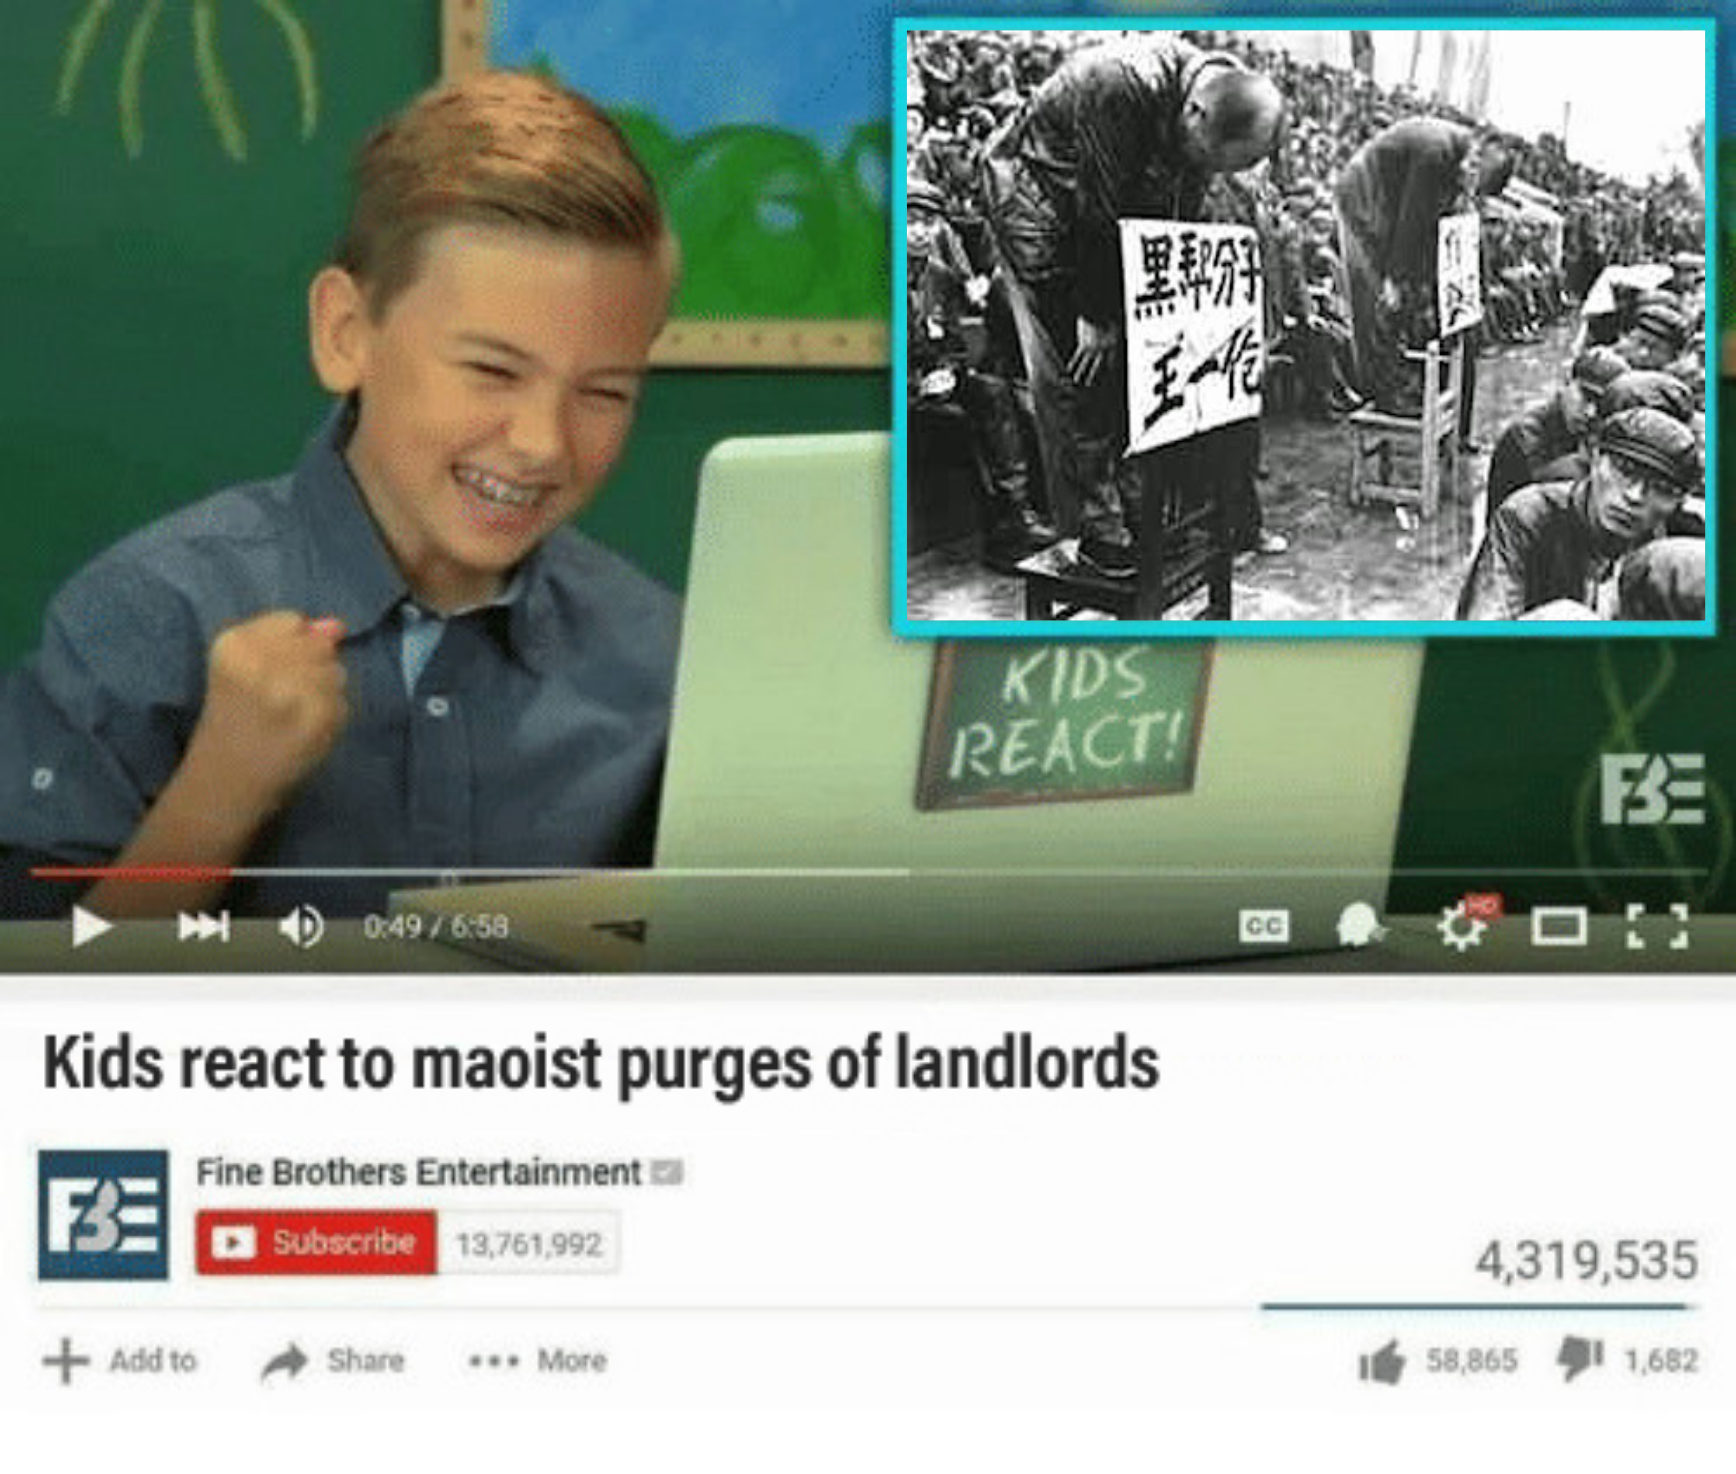 黑帮分子
王一伦
KIDS
REACT!
FBE
0:49 / 6:58
CC
HD
Kids react to maoist purges of landlords
FBE
Fine Brothers Entertainment
Subscribe 13,761,992
4,319,535
Add to Share More
58,865 1,682